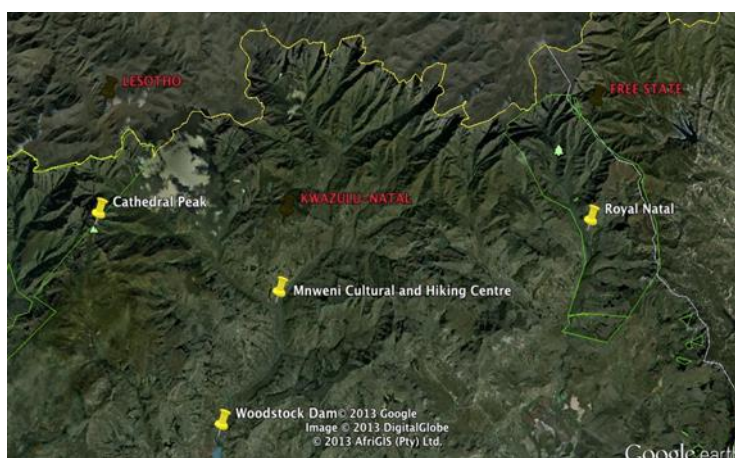 LESOTHO
FREE STATE
Cathedral Peak
KWAZULU-NATAL
Royal Natal
Mnweni Cultural and Hiking Centre
Woodstock Dam
© 2013 Google
Image © 2013 DigitalGlobe
© 2013 AfriGIS (Pty) Ltd.
Google earth